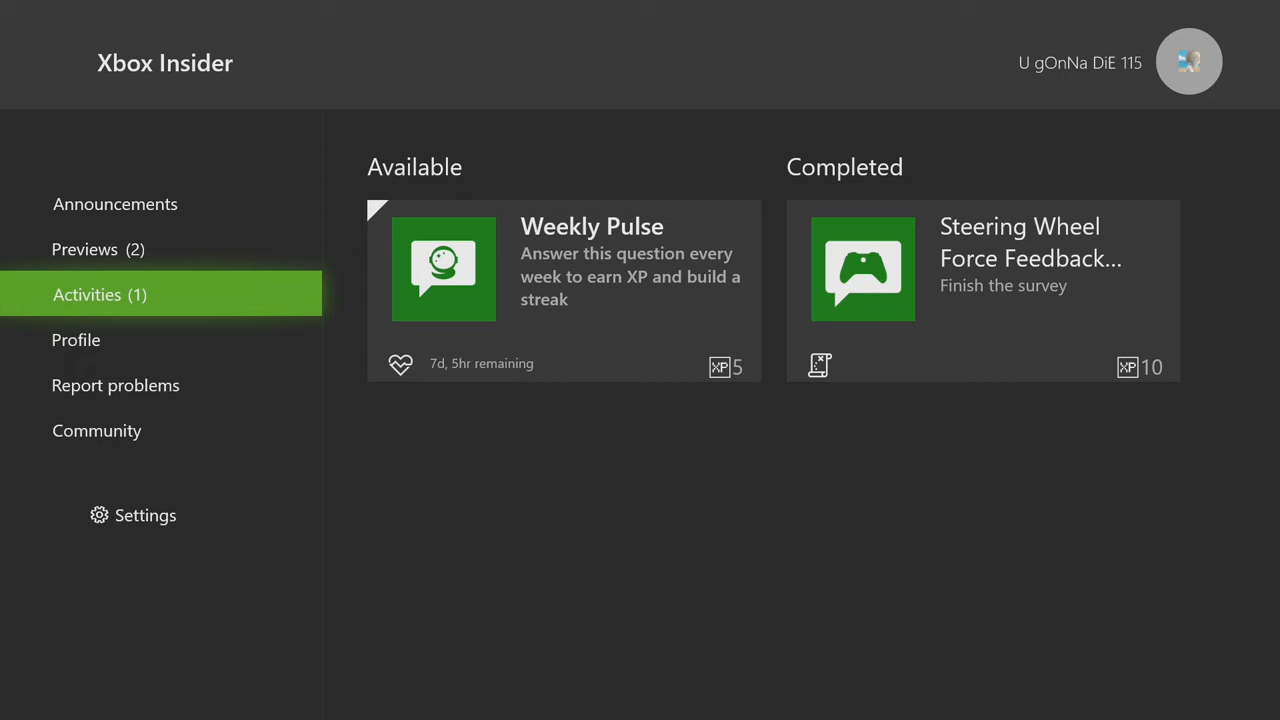 Xbox Insider
U gOnNa DiE 115
Announcements
Previews (2)
Activities (1)
Profile
Report problems
Community
Settings
Available
Weekly Pulse
Answer this question every
week to earn XP and build a
streak
7d, 5hr remaining
XP 5
Completed
Steering Wheel
Force Feedback...
Finish the survey
XP 10